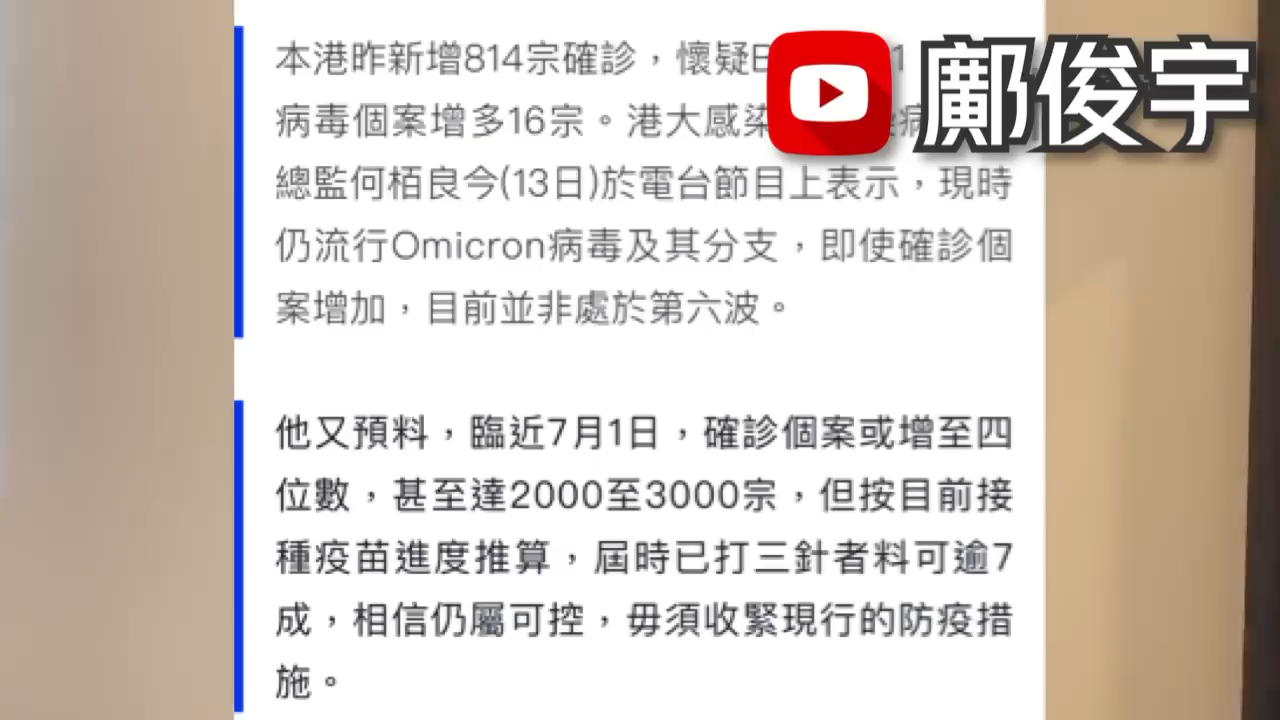 本港昨新增814宗確診,懷疑
鄺俊宇
病毒個案增多16宗。港大感染
總監何栢良今(13日)於電台節目上表示,現時
仍流行Omicron病毒及其分支,即使確診個
案增加,目前並非處於第六波。
他又預料,臨近7月1日,確診個案或增至四
位數,甚至達2000至3000宗,但按目前接
種疫苗進度推算,屆時已打三針者料可逾7
成,相信仍屬可控,毋須收緊現行的防疫措
施。